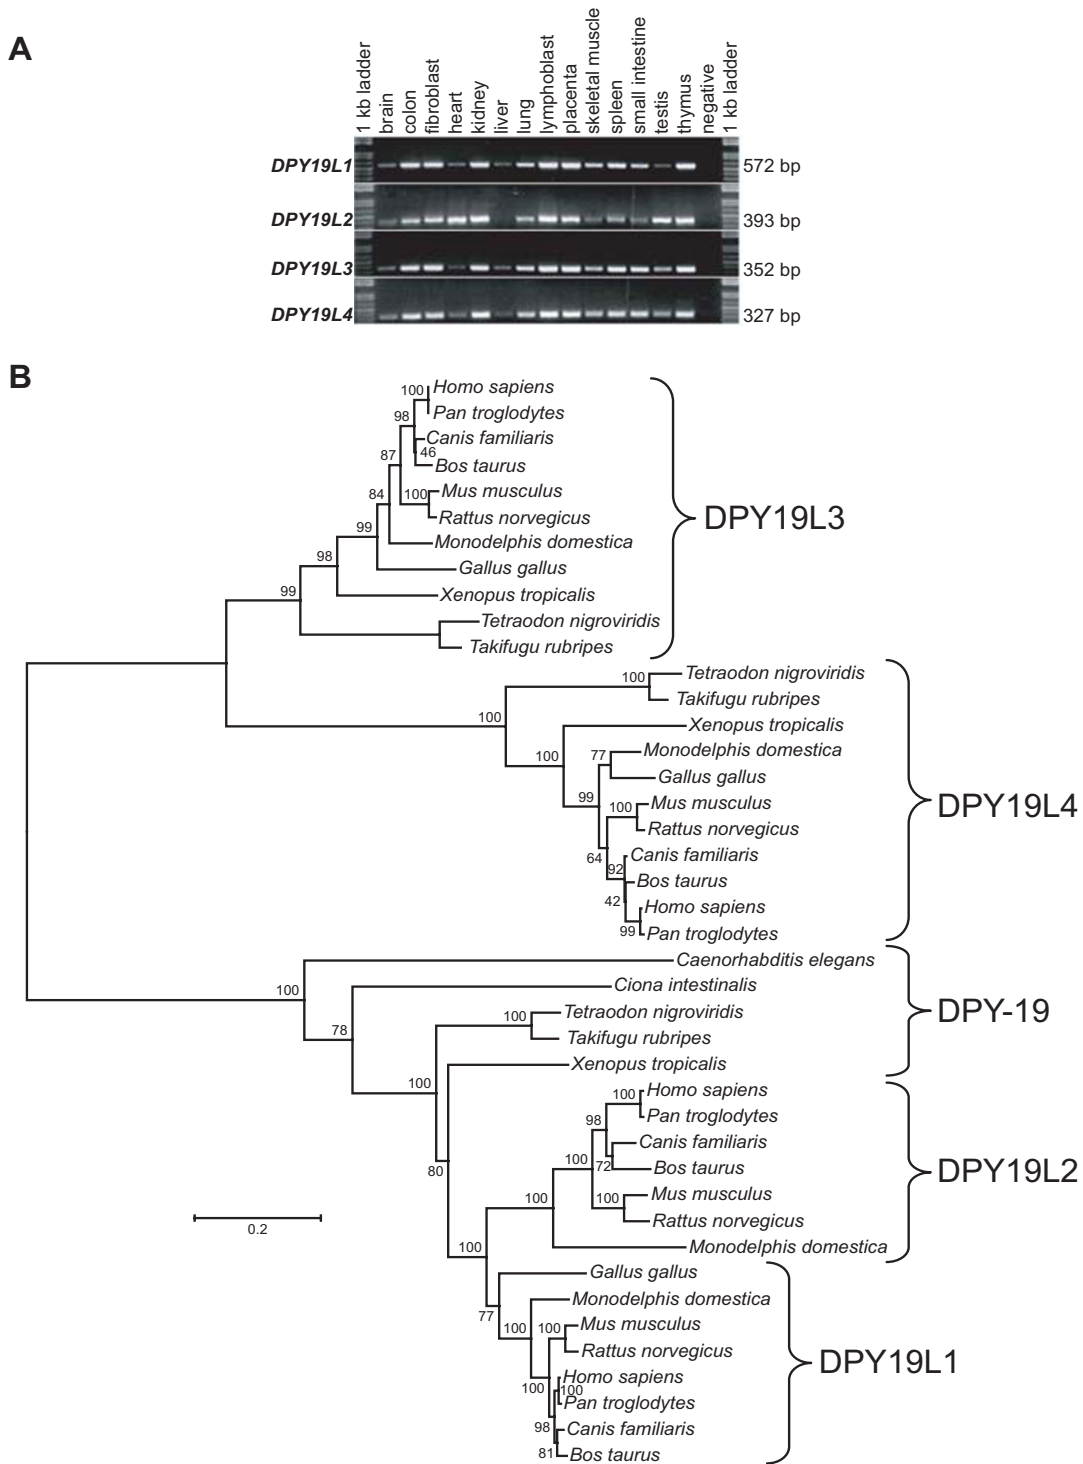 A
1 kb ladder
brain
colon
fibroblast
heart
kidney
liver
lung
lymphoblast
placenta
skeletal muscle
spleen
small intestine
testis
thymus
negative
1 kb ladder
DPY19L1 572 bp
DPY19L2 393 bp
DPY19L3 352 bp
DPY19L4 327 bp
B
100 Homo sapiens
Pan troglodytes
98
Canis familiaris
46
87 Bos taurus
84 100 Mus musculus
Rattus norvegicus
DPY19L3
99
Monodelphis domestica
98 Gallus gallus
99 Xenopus tropicalis
Tetraodon nigroviridis
Takifugu rubripes
100 Tetraodon nigroviridis
Takifugu rubripes
100 Xenopus tropicalis
100 77 Monodelphis domestica
Gallus gallus
99 100 Mus musculus
DPY19L4
Rattus norvegicus
64 Canis familiaris
92 Bos taurus
42 Homo sapiens
99 Pan troglodytes
Caenorhabditis elegans
100 Ciona intestinalis
DPY-19
78 100 Tetraodon nigroviridis
Takifugu rubripes
Xenopus tropicalis
100 100 Homo sapiens
98 Pan troglodytes
Canis familiaris
80 100 72 Bos taurus
DPY19L2
100 100 Mus musculus
Rattus norvegicus
0.2
100 Monodelphis domestica
Gallus gallus
77 Monodelphis domestica
100 100 Mus musculus
Rattus norvegicus
DPY19L1
100 Homo sapiens
100
Pan troglodytes
98 Canis familiaris
81 Bos taurus